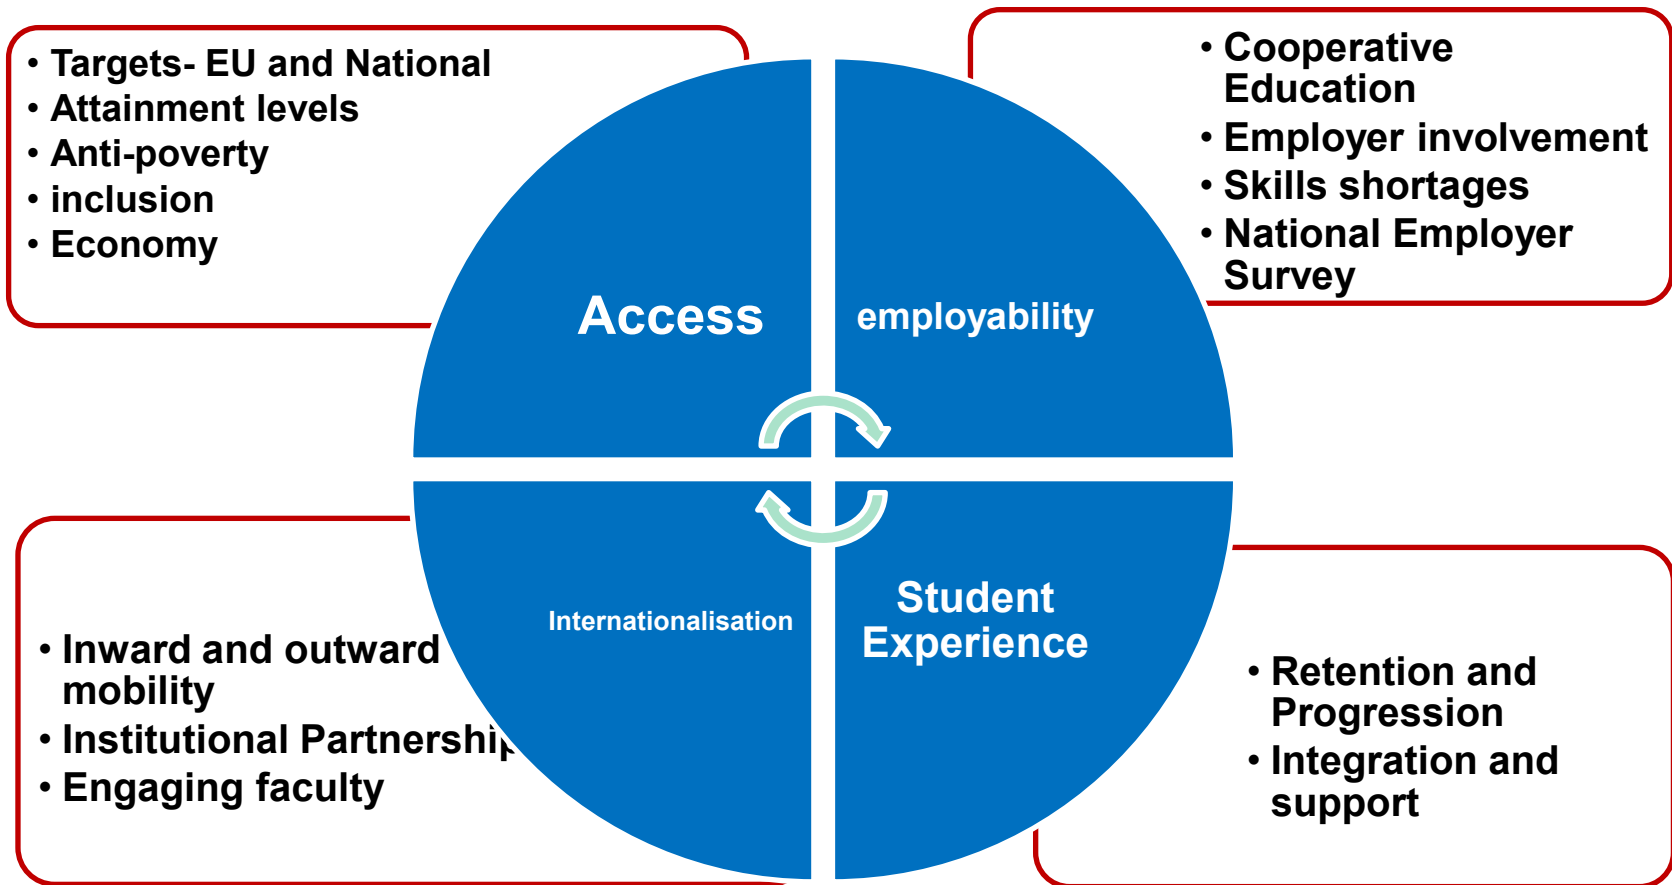 • Targets- EU and National
• Attainment levels
• Anti-poverty
• inclusion
• Economy
• Cooperative
Education
• Employer involvement
• Skills shortages
• National Employer
Survey
Access
employability
Internationalisation
Student
Experience
• Inward and outward
mobility
• Institutional Partnership
• Engaging faculty
• Retention and
Progression
• Integration and
support